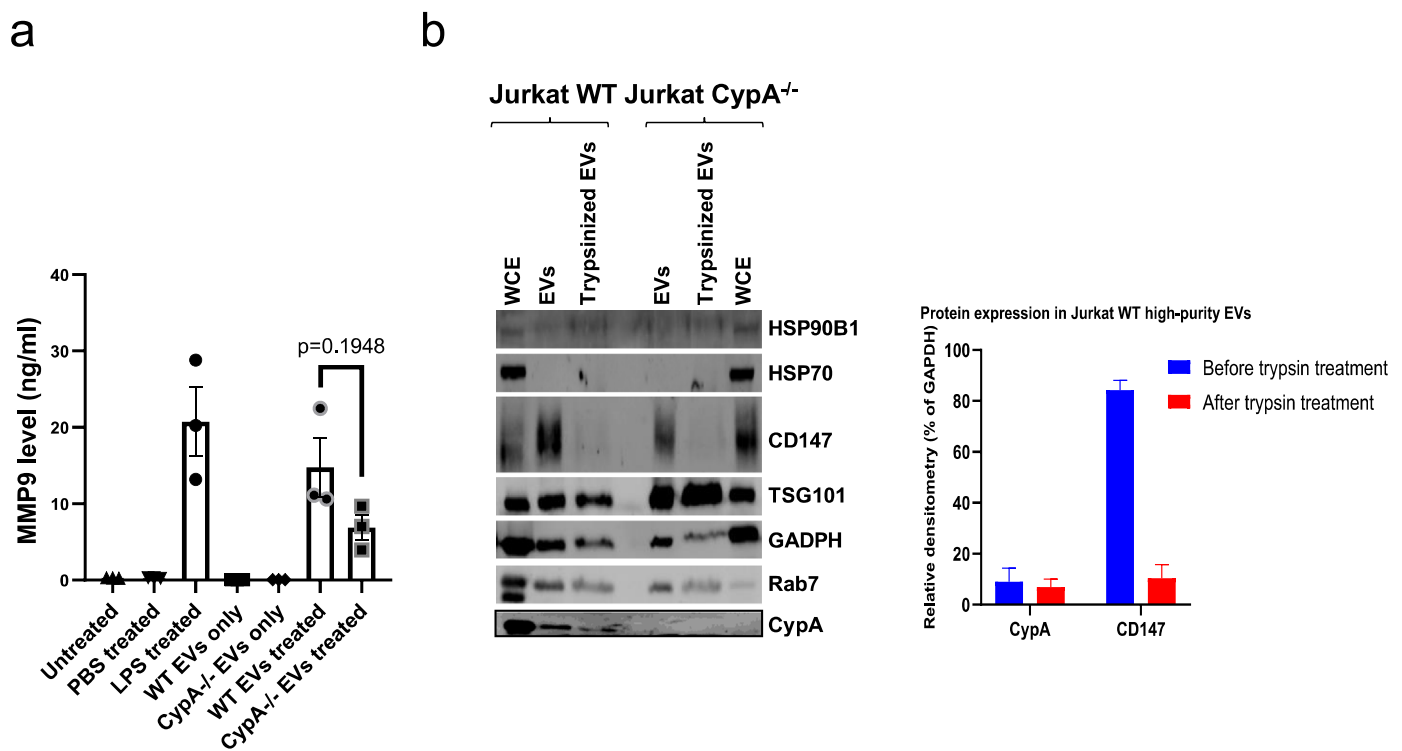 a
MMP9 level (ng/ml)
40
30
20
10
0
p=0.1948
Untreated
PBS treated
LPS treated
WT EVs only
CypA-/- EVs only
WT EVs treated
CypA-/- EVs treated
b
Jurkat WT Jurkat CypA-/-
WCE
EVs
Trypsinized EVs
EVs
Trypsinized EVs
WCE
HSP90B1
HSP70
CD147
TSG101
GADPH
Rab7
CypA
Protein expression in Jurkat WT high-purity EVs
Relative densitometry (% of GAPDH)
100
80
60
40
20
0
CypA
CD147
Before trypsin treatment
After trypsin treatment